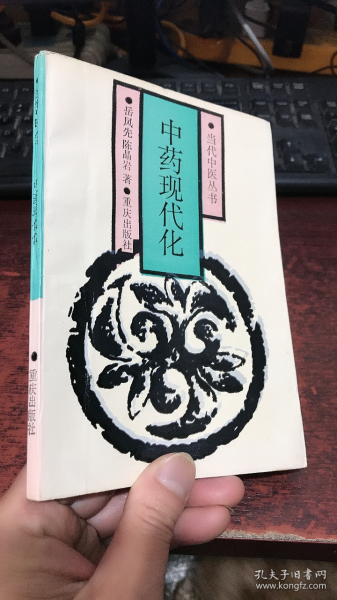 当代中医丛书
中药现代化
岳凤先 陈晶岩 著
重庆出版社
重庆出版社
孔夫子旧书网
www.kongfz.com